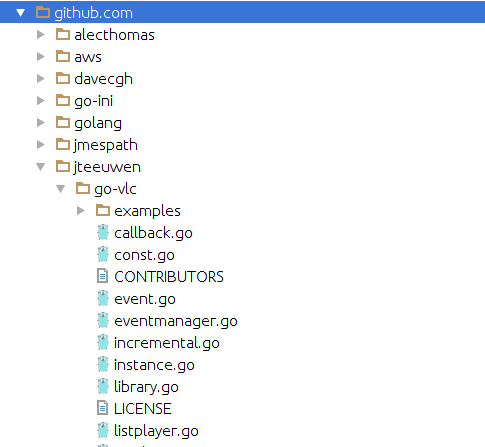 github.com
alecthomas
aws
davecgh
go-ini
golang
jmespath
jteeuwen
go-vlc
examples
callback.go
const.go
CONTRIBUTORS
event.go
eventmanager.go
incremental.go
instance.go
library.go
LICENSE
listplayer.go